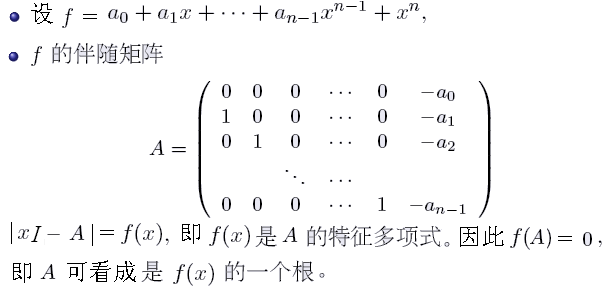 设 f = a₀ + a₁x + ⋯ + aₙ₋₁xⁿ⁻¹ + xⁿ,
f 的伴随矩阵
0 0 0 ⋯ 0 −a₀
1 0 0 ⋯ 0 −a₁
A = 0 1 0 ⋯ 0 −a₂
⋱ ⋯
0 0 0 ⋯ 1 −aₙ₋₁
|xI − A| = f(x), 即 f(x) 是 A 的特征多项式。因此 f(A) = 0,
即 A 可看成是 f(x) 的一个根。